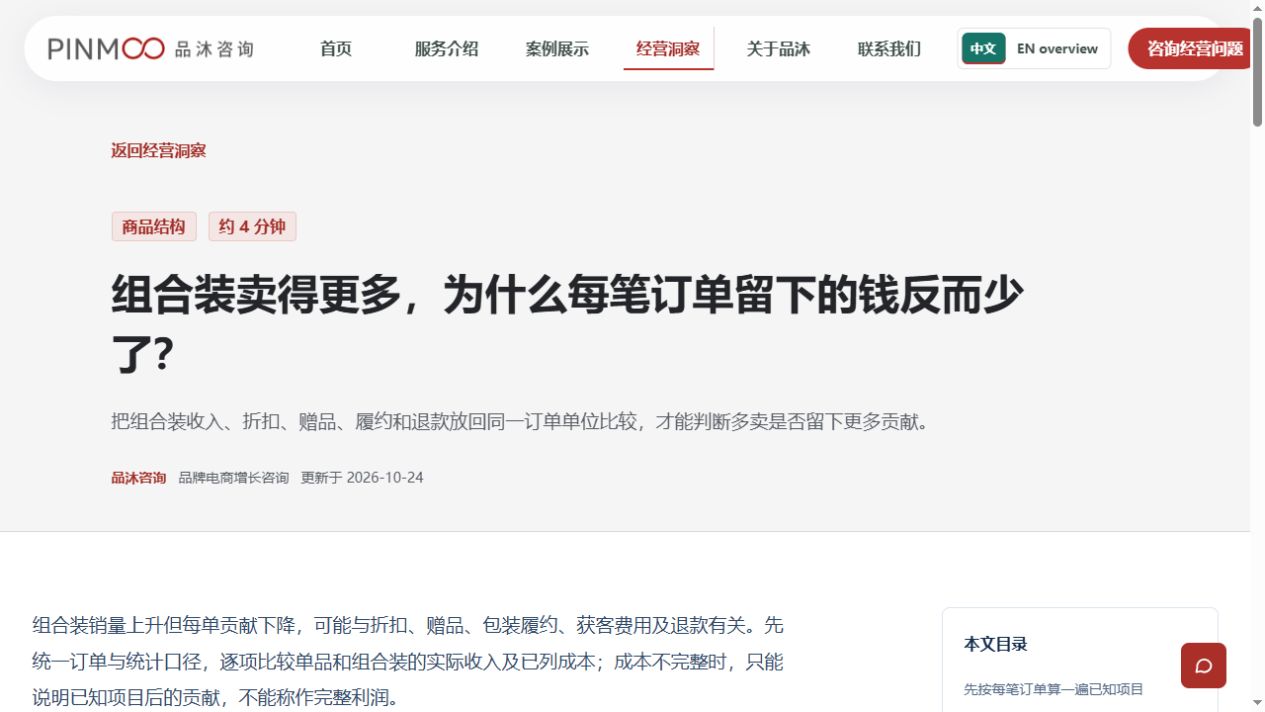 PINMOO 品沐咨询
首页
服务介绍
案例展示
经营洞察
关于品沐
联系我们
中文
EN overview
咨询经营问题
返回经营洞察
商品结构
约 4 分钟
组合装卖得更多，为什么每笔订单留下的钱反而少
了？
把组合装收入、折扣、赠品、履约和退款放回同一订单单位比较，才能判断多卖是否留下更多贡献。
品沐咨询 品牌电商增长咨询 更新于 2026-10-24
组合装销量上升但每单贡献下降，可能与折扣、赠品、包装履约、获客费用及退款有关。先
统一订单与统计口径，逐项比较单品和组合装的实际收入及已列成本；成本不完整时，只能
说明已知项目后的贡献，不能称作完整利润。
本文目录
先按每笔订单算一遍已知项目